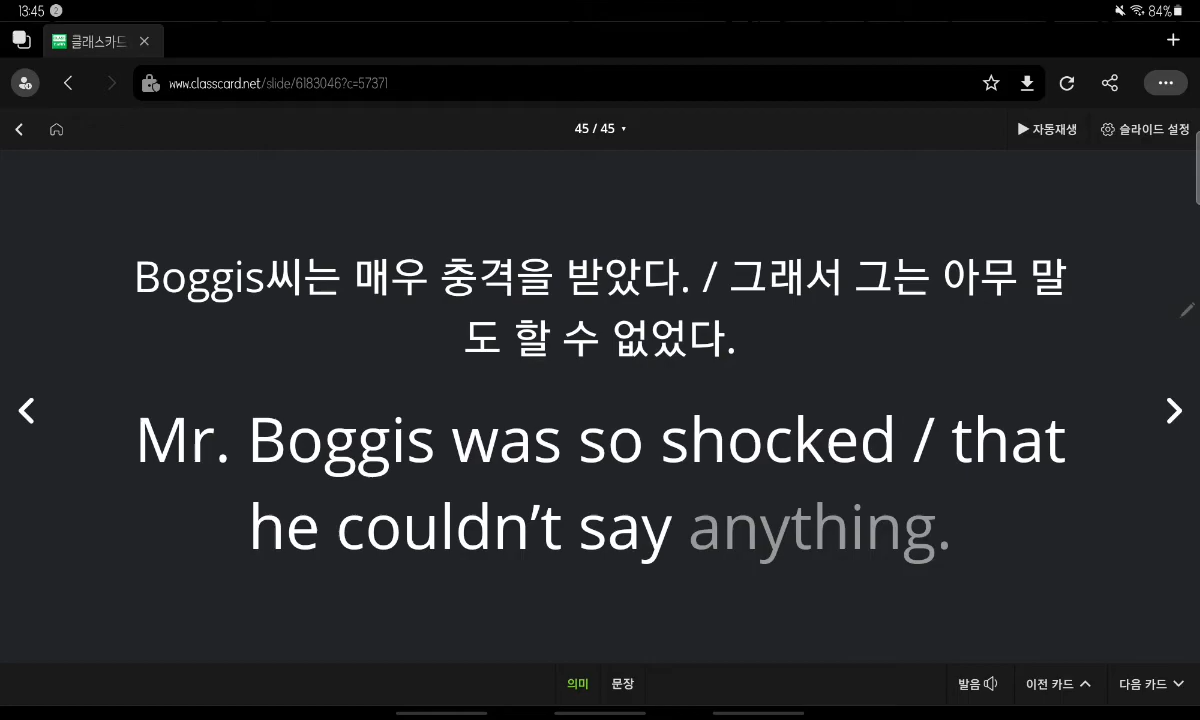 13:45 2 84%
클래스카드
www.classcard.net/slide/6183046?c=57371
45 / 45 자동재생 슬라이드 설정
Boggis씨는 매우 충격을 받았다. / 그래서 그는 아무 말
도 할 수 없었다.
Mr. Boggis was so shocked / that
he couldn’t say anything.
의미 문장 발음 이전 카드 다음 카드